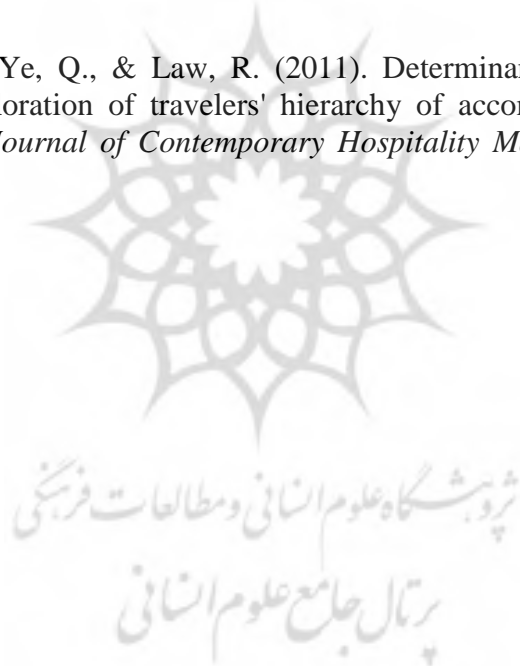 Ye, Q., & Law, R. (2011). Determinan
oration of travelers' hierarchy of accor
Journal of Contemporary Hospitality M
پژوهشگاه علوم انسانی و مطالعات فرهنگی
پرتال جامع علوم انسانی